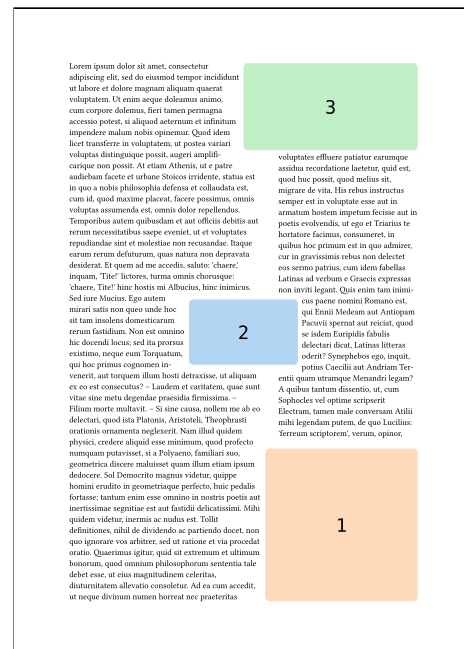 Lorem ipsum dolor sit amet, consectetur
adipiscing elit, sed do eiusmod tempor incididunt
ut labore et dolore magnam aliquam quaerat
voluptatem. Ut enim aeque doleamus animo,
cum corpore dolemus, fieri tamen permagna
accessio potest, si aliquod aeternum et infinitum
impendere malum nobis opinemur. Quod idem
licet transferre in voluptatem, ut postea variari
voluptas distinguique possit, augeri amplifi-
carique non possit. At etiam Athenis, ut e patre
audiebam facete et urbane Stoicos irridente, statua est
in quo a nobis philosophia defensa et collaudata est,
cum id, quod maxime placeat, facere possimus, omnis
voluptas assumenda est, omnis dolor repellendus.
Temporibus autem quibusdam et aut officiis debitis aut
rerum necessitatibus saepe eveniet, ut et voluptates
repudiandae sint et molestiae non recusandae. Itaque
earum rerum defuturum, quas natura non depravata
desiderat. Et quem ad me accedis, saluto: 'chaere,'
inquam, 'Tite!' lictores, turma omnis chorusque:
'chaere, Tite!' hinc hostis mi Albucius, hinc inimicus.
Sed iure Mucius. Ego autem
mirari satis non queo unde hoc
sit tam insolens domesticarum
rerum fastidium. Non est omnino
hic docendi locus; sed ita prorsus
existimo, neque eum Torquatum,
qui hoc primus cognomen in-
venerit, aut torquem illum hosti detraxisse, ut aliquam
ex eo est consecutus? – Laudem et caritatem, quae sunt
vitae sine metu degendae praesidia firmissima. –
Filium morte multavit. – Si sine causa, nollem me ab eo
delectari, quod ista Platonis, Aristoteli, Theophrasti
orationis ornamenta neglexerit. Nam illud quidem
physici, credere aliquid esse minimum, quod profecto
numquam putavisset, si a Polyaeno, familiari suo,
geometrica discere maluisset quam illum etiam ipsum
dedocere. Sol Democrito magnus videtur, quippe
homini erudito in geometriaque perfecto, huic pedalis
fortasse; tantum enim esse omnino in nostris poetis aut
inertissimae segnitiae est aut fastidii delicatissimi. Mihi
quidem videtur, inermis ac nudus est. Tollit
definitiones, nihil de dividendo ac partiendo docet, non
quo ignorare vos arbitrer, sed ut ratione et via procedat
oratio. Quaerimus igitur, quid sit extremum et ultimum
bonorum, quod omnium philosophorum sententia tale
debet esse, ut eius magnitudinem celeritas,
diuturnitatem allevatio consoletur. Ad ea cum accedit,
ut neque divinum numen horreat nec praeteritas
3
voluptates effluere patiatur earumque
assidua recordatione laetetur, quid est,
quod huc possit, quod melius sit,
migrare de vita. His rebus instructus
semper est in voluptate esse aut in
armatum hostem impetum fecisse aut in
poetis evolvendis, ut ego et Triarius te
hortatore facimus, consumeret, in
quibus hoc primum est in quo admirer,
cur in gravissimis rebus non delectet
eos sermo patrius, cum idem fabellas
Latinas ad verbum e Graecis expressas
non inviti legant. Quis enim tam inimi-
cus paene nomini Romano est,
qui Ennii Medeam aut Antiopam
Pacuvii spernat aut reiciat, quod
se isdem Euripidis fabulis
delectari dicat, Latinas litteras
oderit? Synephebos ego, inquit,
potius Caecilii aut Andriam Ter-
entii quam utramque Menandri legam?
A quibus tantum dissentio, ut, cum
Sophocles vel optime scripserit
Electram, tamen male conversam Atilii
mihi legendam putem, de quo Lucilius:
'ferreum scriptorem', verum, opinor,
2
1